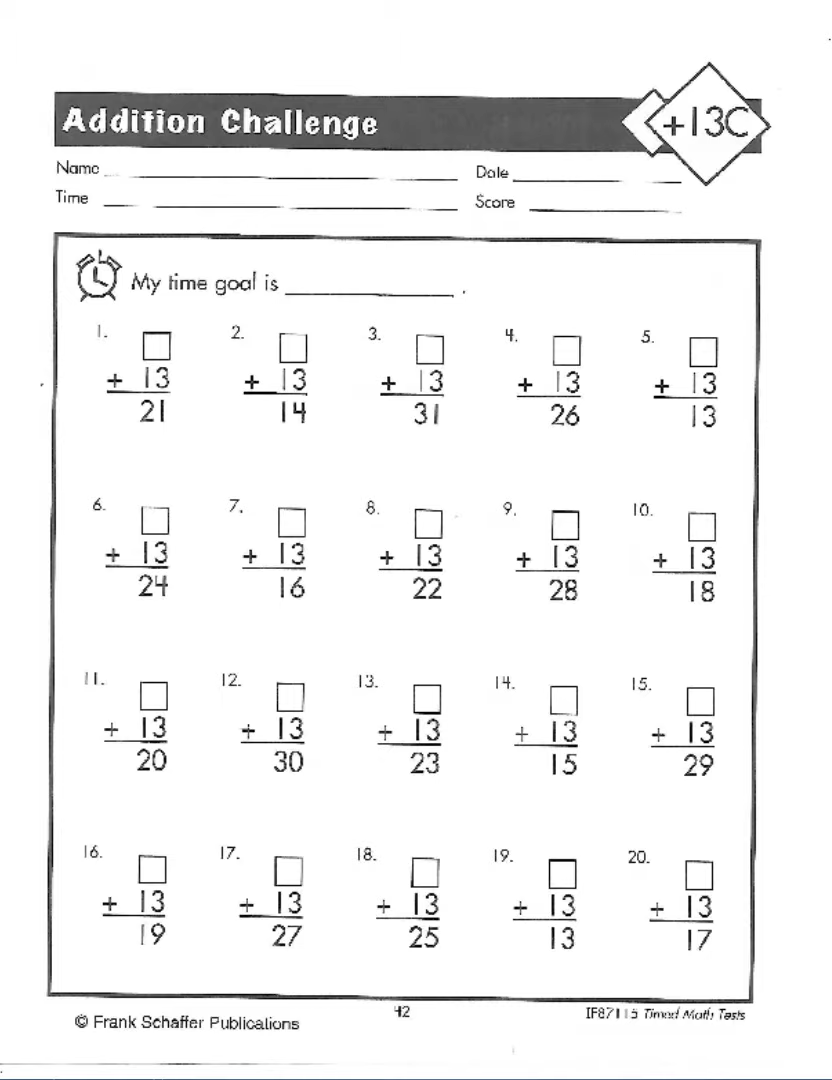 Addition Challenge
+13C
Name
Date
Time
Score
My time goal is .
1. 2. 3. 4. 5.
+ 13 + 13 + 13 + 13 + 13
21 14 31 26 13
6. 7. 8. 9. 10.
+ 13 + 13 + 13 + 13 + 13
24 16 22 28 18
11. 12. 13. 14. 15.
+ 13 + 13 + 13 + 13 + 13
20 30 23 15 29
16. 17. 18. 19. 20.
+ 13 + 13 + 13 + 13 + 13
19 27 25 13 17
© Frank Schaffer Publications
42
IF87115 Timed Math Tests